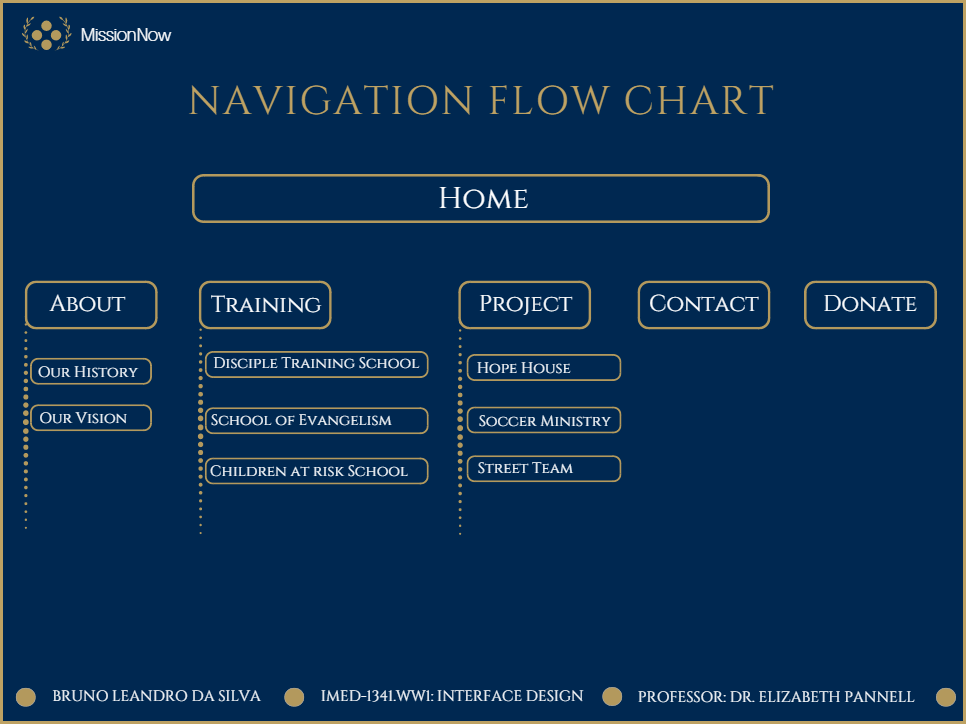 MissionNow
NAVIGATION FLOW CHART
Home
About
Training
Project
Contact
Donate
Our History
Our Vision
Disciple Training School
School of Evangelism
Children at risk School
Hope House
Soccer Ministry
Street Team
BRUNO LEANDRO DA SILVA
IMED-1341.WW1: INTERFACE DESIGN
PROFESSOR: DR. ELIZABETH PANNELL